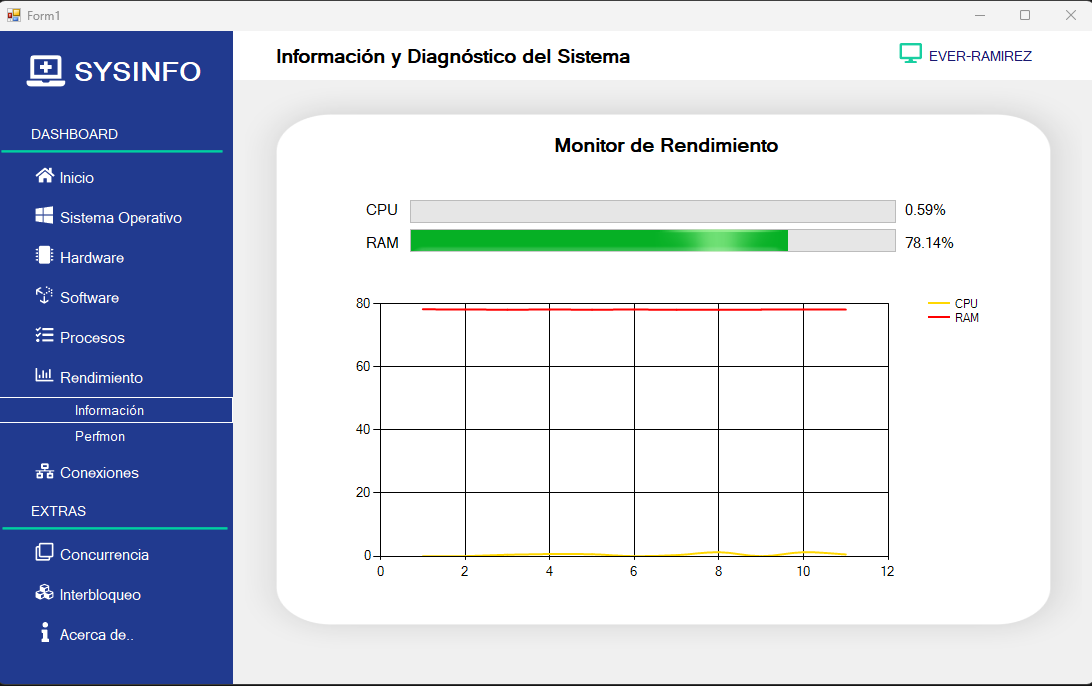 Form1
SYSINFO
Información y Diagnóstico del Sistema
EVER-RAMIREZ
DASHBOARD
Inicio
Sistema Operativo
Hardware
Software
Procesos
Rendimiento
Información
Perfmon
Conexiones
EXTRAS
Concurrencia
Interbloqueo
Acerca de..
Monitor de Rendimiento
CPU 0.59%
RAM 78.14%
80
60
40
20
0
0 2 4 6 8 10 12
CPU
RAM